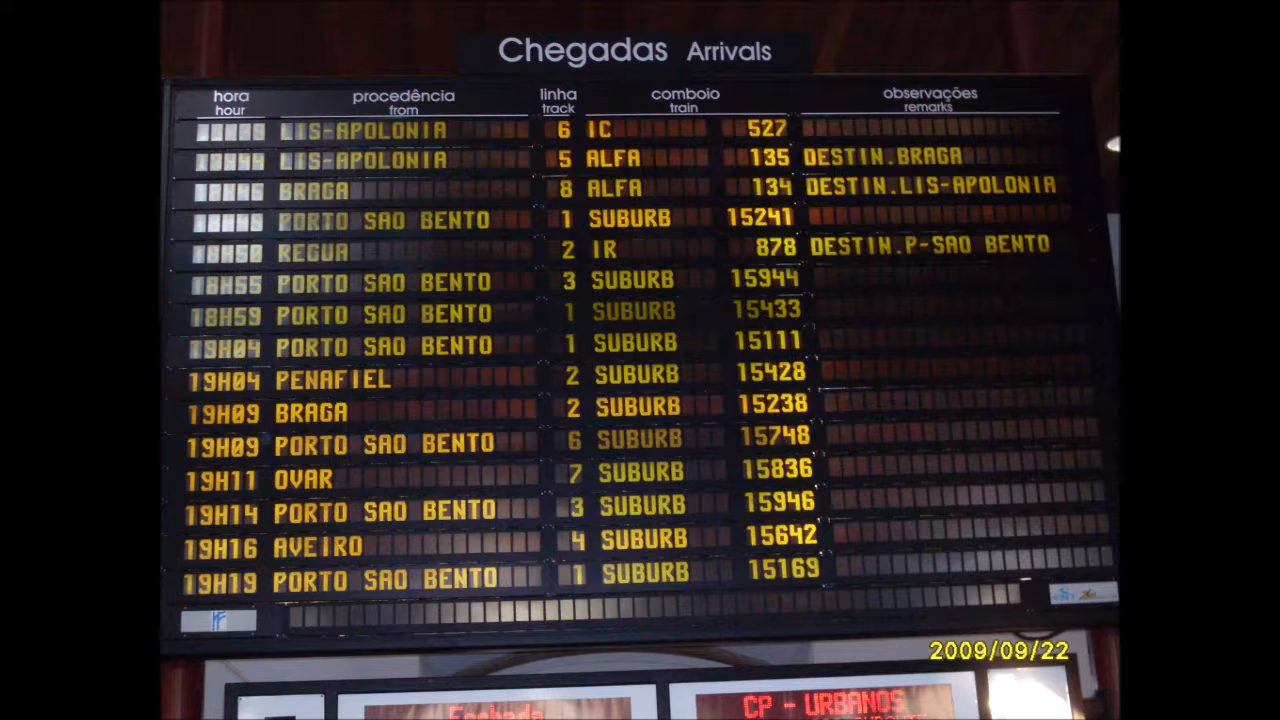 Chegadas Arrivals
hora procedência linha comboio observações
hour from track train remarks
LIS-APOLONIA 6 IC 527
18H44 LIS-APOLONIA 5 ALFA 135 DESTIN.BRAGA
18H45 BRAGA 8 ALFA 134 DESTIN.LIS-APOLONIA
PORTO SAO BENTO 1 SUBURB 15241
18H50 REGUA 2 IR 878 DESTIN.P-SAO BENTO
18H55 PORTO SAO BENTO 3 SUBURB 15944
18H59 PORTO SAO BENTO 1 SUBURB 15433
19H04 PORTO SAO BENTO 1 SUBURB 15111
19H04 PENAFIEL 2 SUBURB 15428
19H09 BRAGA 2 SUBURB 15238
19H09 PORTO SAO BENTO 6 SUBURB 15748
19H11 OVAR 7 SUBURB 15836
19H14 PORTO SAO BENTO 3 SUBURB 15946
19H16 AVEIRO 4 SUBURB 15642
19H19 PORTO SAO BENTO 1 SUBURB 15169
2009/09/22
CP - URBANOS